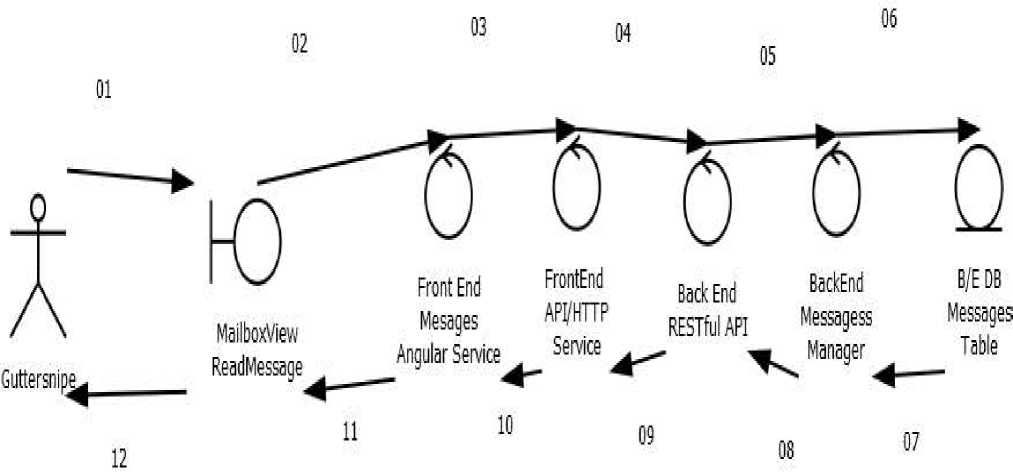 01
02
03
04
05
06
Guttersnipe
MailboxView
ReadMessage
Front End
Mesages
Angular Service
FrontEnd
API/HTTP
Service
Back End
RESTful API
BackEnd
Messagess
Manager
B/E DB
Messages
Table
12
11
10
09
08
07